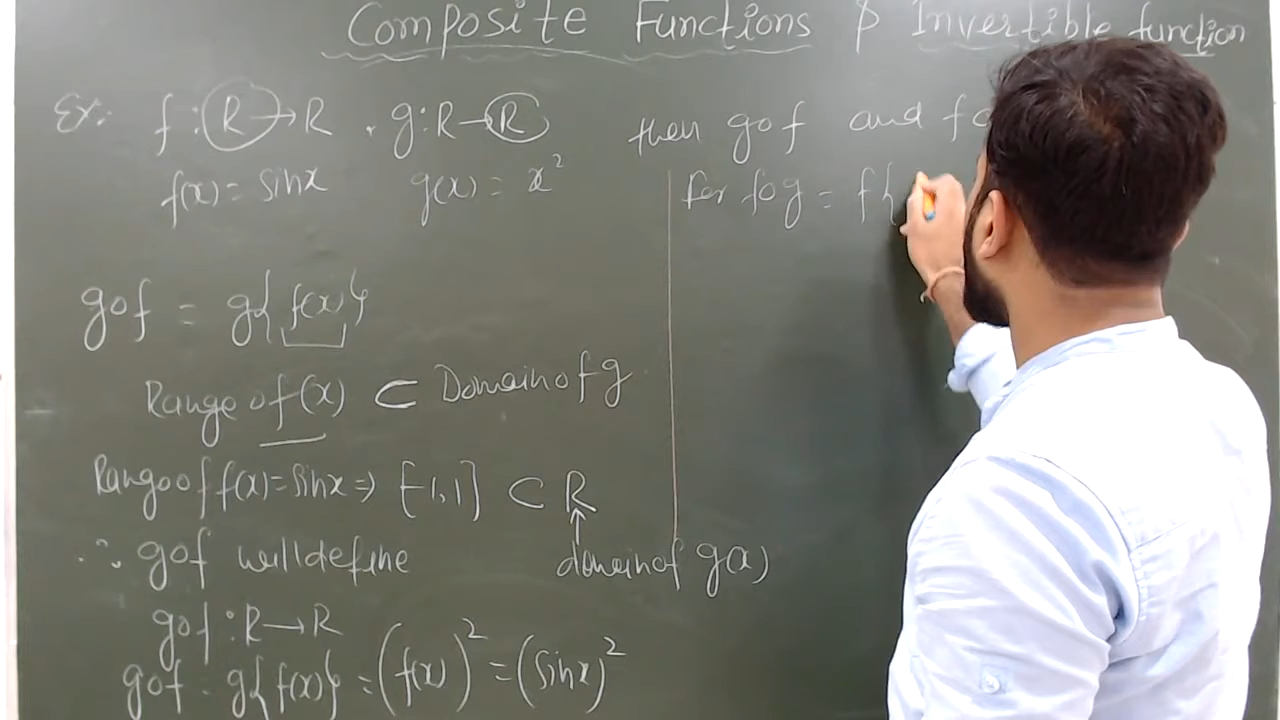 Composite Functions & Invertible function
Ex: f : R → R , g : R → R then gof and fo
f(x) = sinx g(x) = x²
gof = g{f(x)}
Range of f(x) ⊂ Domain of g
Range of f(x) = sinx ⇒ [-1,1] ⊂ R
∴ gof will define domain of g(x)
gof : R → R
gof = g{f(x)} = (f(x))² = (sinx)²
for fog = f{